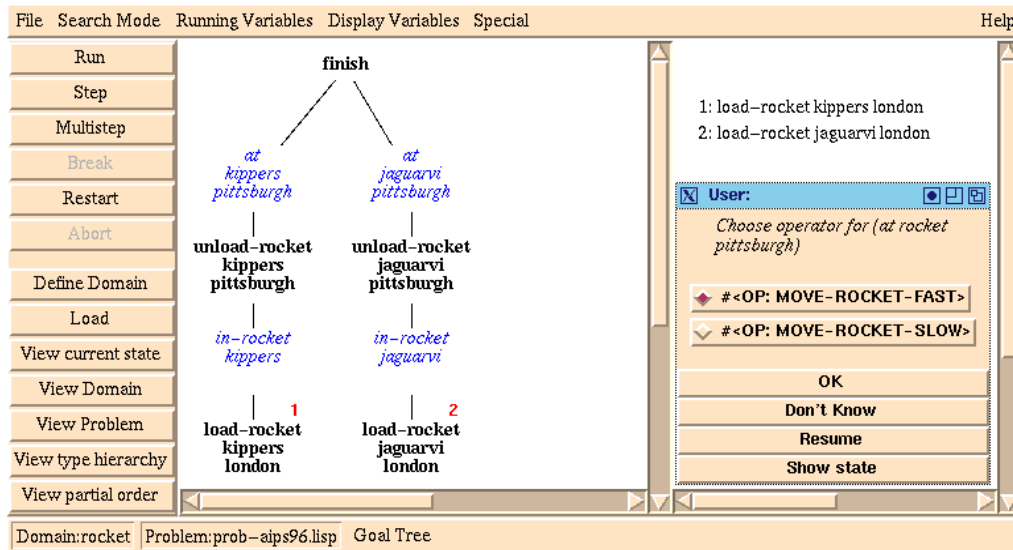 File Search Mode Running Variables Display Variables Special Help
Run
Step
Multistep
Break
Restart
Abort
Define Domain
Load
View current state
View Domain
View Problem
View type hierarchy
View partial order
finish
at
kippers
pittsburgh
at
jaguarvi
pittsburgh
unload-rocket
kippers
pittsburgh
unload-rocket
jaguarvi
pittsburgh
in-rocket
kippers
in-rocket
jaguarvi
1
load-rocket
kippers
london
2
load-rocket
jaguarvi
london
1: load-rocket kippers london
2: load-rocket jaguarvi london
X User:
Choose operator for (at rocket
pittsburgh)
#<OP: MOVE-ROCKET-FAST>
#<OP: MOVE-ROCKET-SLOW>
OK
Don't Know
Resume
Show state
Domain:rocket Problem:prob-aips96.lisp Goal Tree